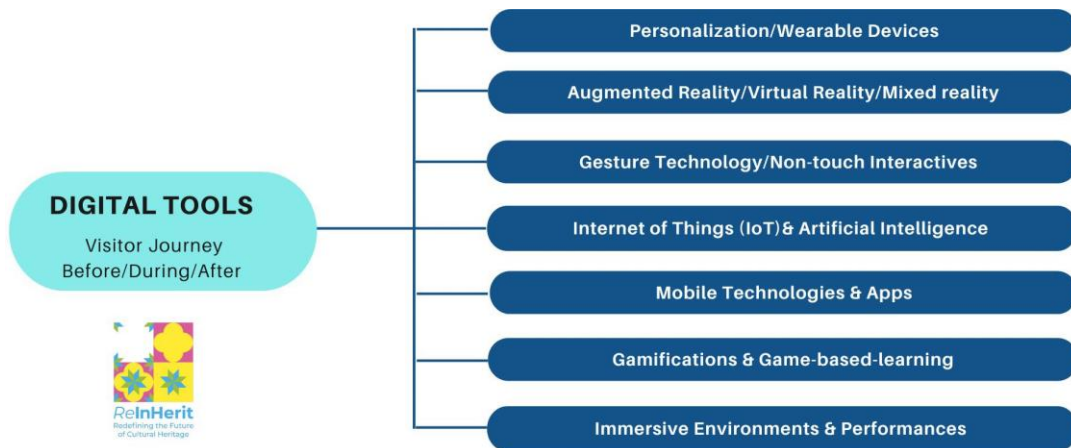 DIGITAL TOOLS
Visitor Journey
Before/During/After
ReInHerit
Redefining the Future
of Cultural Heritage
Personalization/Wearable Devices
Augmented Reality/Virtual Reality/Mixed reality
Gesture Technology/Non-touch Interactives
Internet of Things (IoT)& Artificial Intelligence
Mobile Technologies & Apps
Gamifications & Game-based-learning
Immersive Environments & Performances